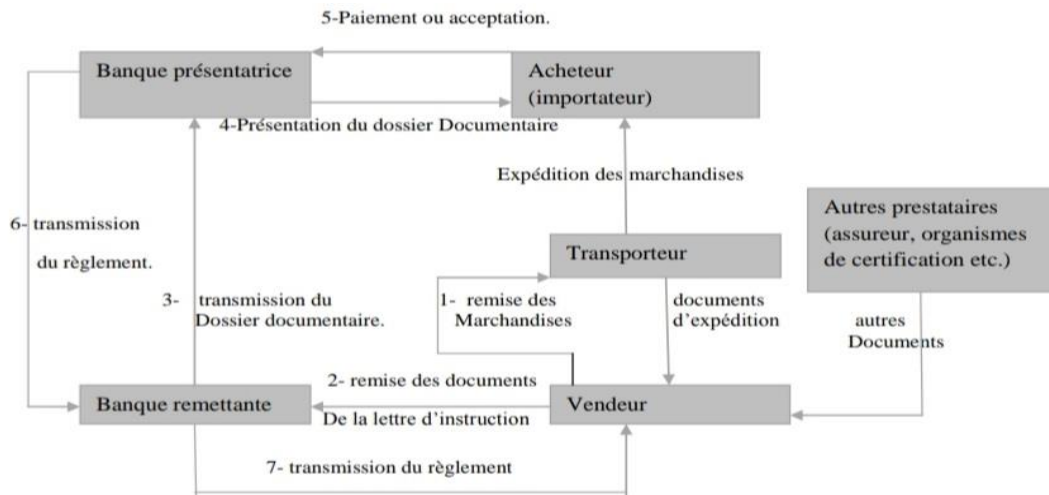 5-Paiement ou acceptation.
Banque présentatrice
Acheteur
(importateur)
4-Présentation du dossier Documentaire
Expédition des marchandises
Autres prestataires
(assureur, organismes
de certification etc.)
6- transmission
du règlement.
Transporteur
3- transmission du
Dossier documentaire.
1- remise des
Marchandises
documents
d’expédition
autres
Documents
2- remise des documents
Banque remettante
De la lettre d’instruction
Vendeur
7- transmission du règlement